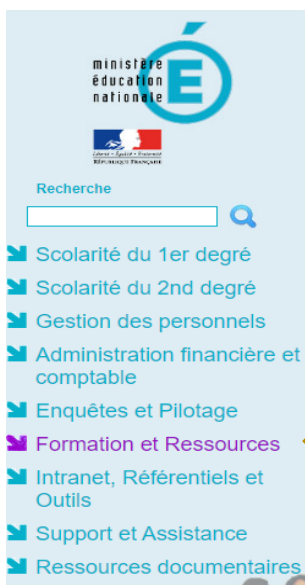 ministère
éducation
nationale
É
Liberté • Égalité • Fraternité
RÉPUBLIQUE FRANÇAISE
Recherche
Scolarité du 1er degré
Scolarité du 2nd degré
Gestion des personnels
Administration financière et
comptable
Enquêtes et Pilotage
Formation et Ressources
Intranet, Référentiels et
Outils
Support et Assistance
Ressources documentaires